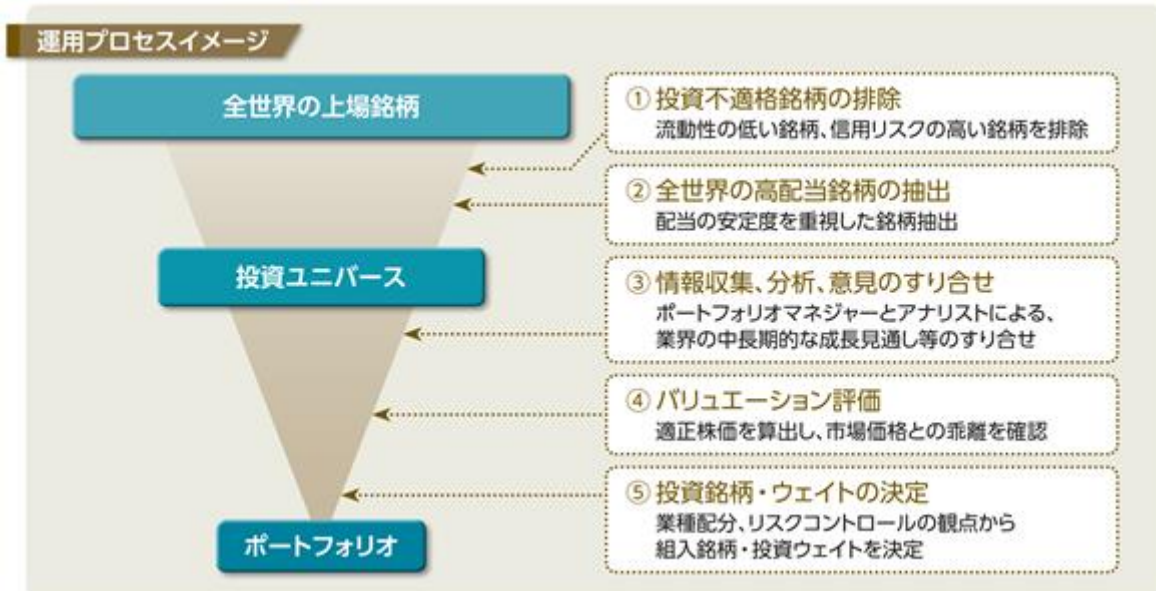 運用プロセスイメージ
全世界の上場銘柄
① 投資不適格銘柄の排除
流動性の低い銘柄、信用リスクの高い銘柄を排除
② 全世界の高配当銘柄の抽出
配当の安定度を重視した銘柄抽出
投資ユニバース
③ 情報収集、分析、意見のすり合せ
ポートフォリオマネジャーとアナリストによる、
業界の中長期的な成長見通し等のすり合せ
④ バリュエーション評価
適正株価を算出し、市場価格との乖離を確認
⑤ 投資銘柄・ウェイトの決定
業種配分、リスクコントロールの観点から
組入銘柄・投資ウェイトを決定
ポートフォリオ